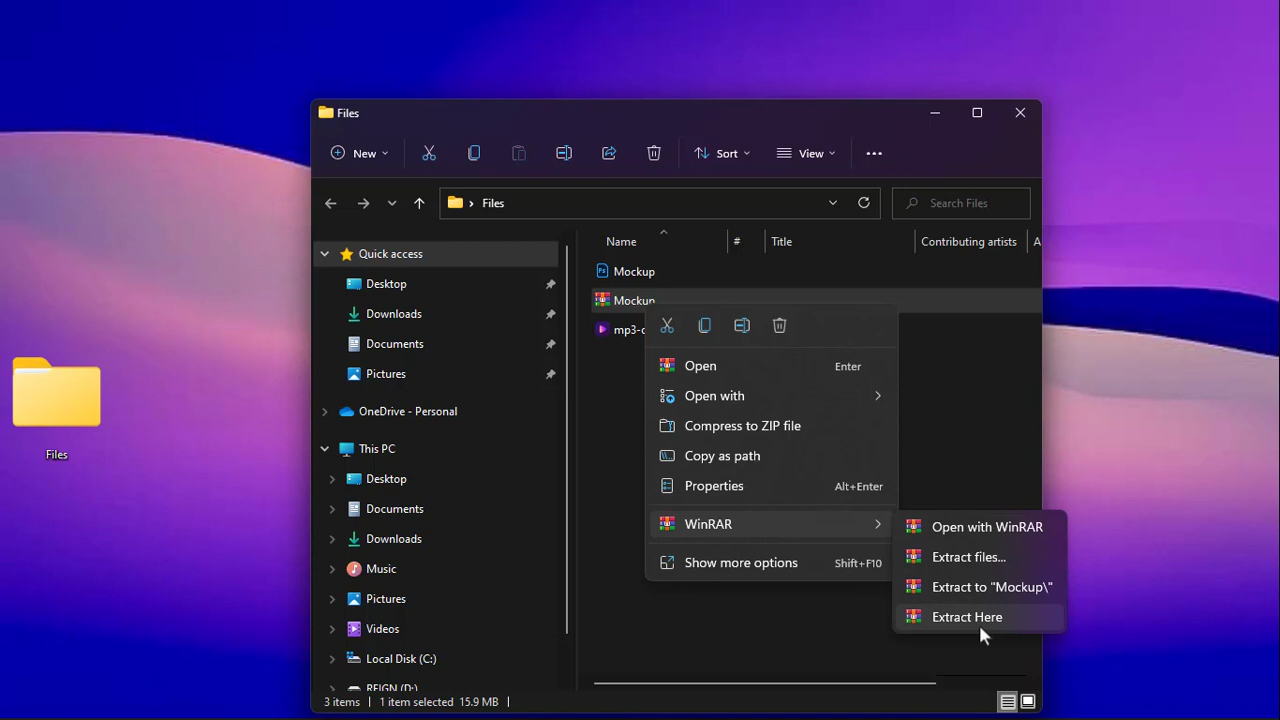 Files
New
Sort
View
Files
Search Files
Name
#
Title
Contributing artists
A
Quick access
Desktop
Downloads
Documents
Pictures
OneDrive - Personal
This PC
Desktop
Documents
Downloads
Music
Pictures
Videos
Local Disk (C:)
REIGN (D:)
Mockup
Mockup
mp3-
Open Enter
Open with
Compress to ZIP file
Copy as path
Properties Alt+Enter
WinRAR
Show more options Shift+F10
Open with WinRAR
Extract files...
Extract to "Mockup\"
Extract Here
3 items
1 item selected 15.9 MB
Files